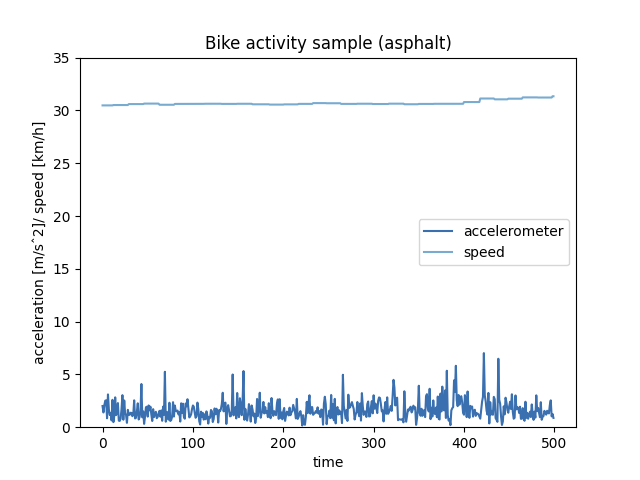 Bike activity sample (asphalt)
35
30
25
20
15
10
5
0
acceleration [m/s^2]/ speed [km/h]
accelerometer
speed
0 100 200 300 400 500
time